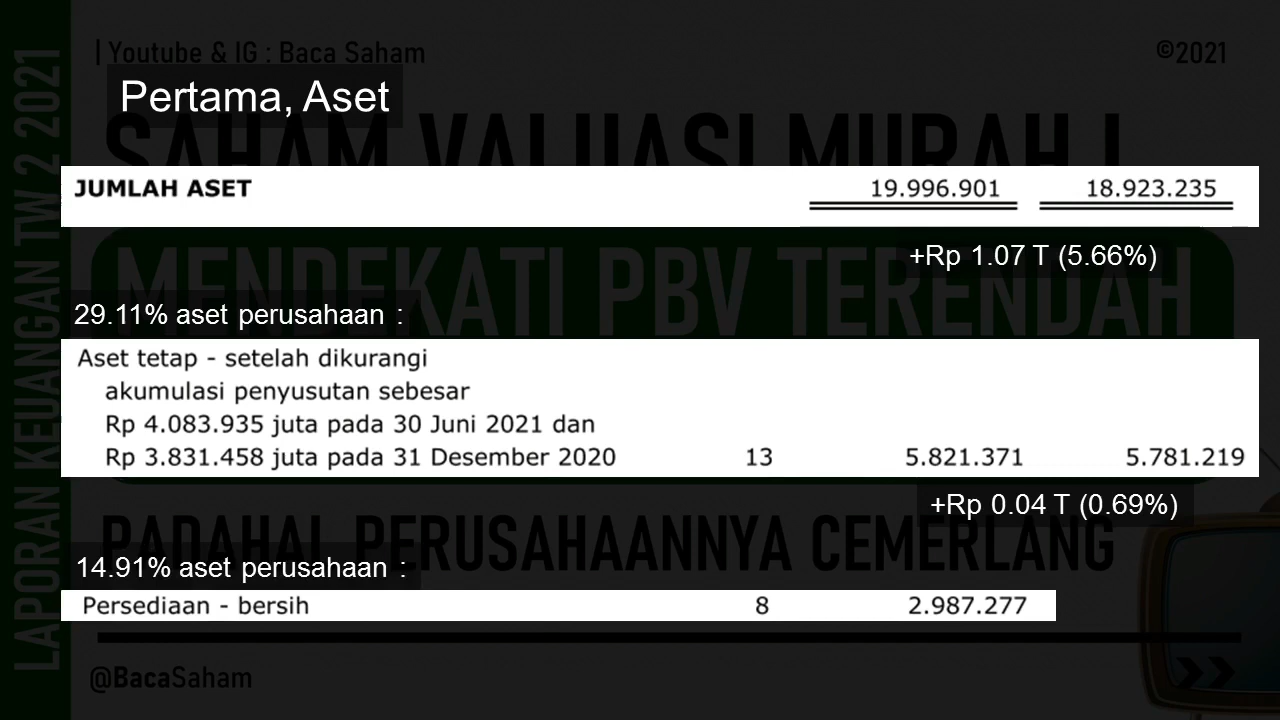 | Youtube & IG : Baca Saham
©2021
LAPORAN KEUANGAN TW 2 2021
Pertama, Aset
SAHAM VALUASI MURAH !
JUMLAH ASET 19.996.901 18.923.235
+Rp 1.07 T (5.66%)
MENDEKATI PBV TERENDAH
29.11% aset perusahaan :
Aset tetap - setelah dikurangi
akumulasi penyusutan sebesar
Rp 4.083.935 juta pada 30 Juni 2021 dan
Rp 3.831.458 juta pada 31 Desember 2020 13 5.821.371 5.781.219
+Rp 0.04 T (0.69%)
PADAHAL PERUSAHAANNYA CEMERLANG
14.91% aset perusahaan :
Persediaan - bersih 8 2.987.277
@BacaSaham